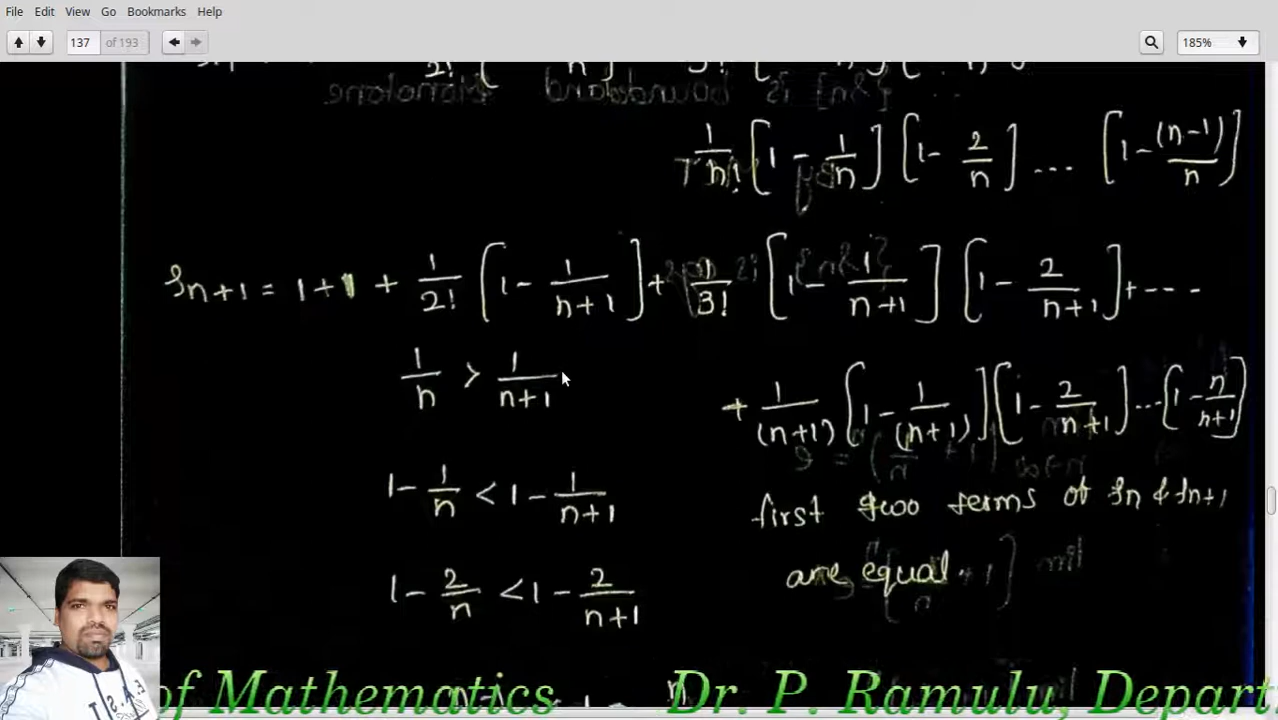 File Edit View Go Bookmarks Help
137 of 193 185%
1/n! [1 - 1/n] [1 - 2/n] ... [1 - (n-1)/n]
Sn+1 = 1+1 + 1/2! [1 - 1/n+1] + 1/3! [1 - 1/n+1] [1 - 2/n+1] + ....
1/n > 1/n+1
+ 1/(n+1) [1 - 1/(n+1)] [1 - 2/n+1] ... [1 - n/n+1]
1 - 1/n < 1 - 1/n+1
first two terms of Sn & Sn+1
are equal.
1 - 2/n < 1 - 2/n+1
of Mathematics Dr. P. Ramulu, Depart